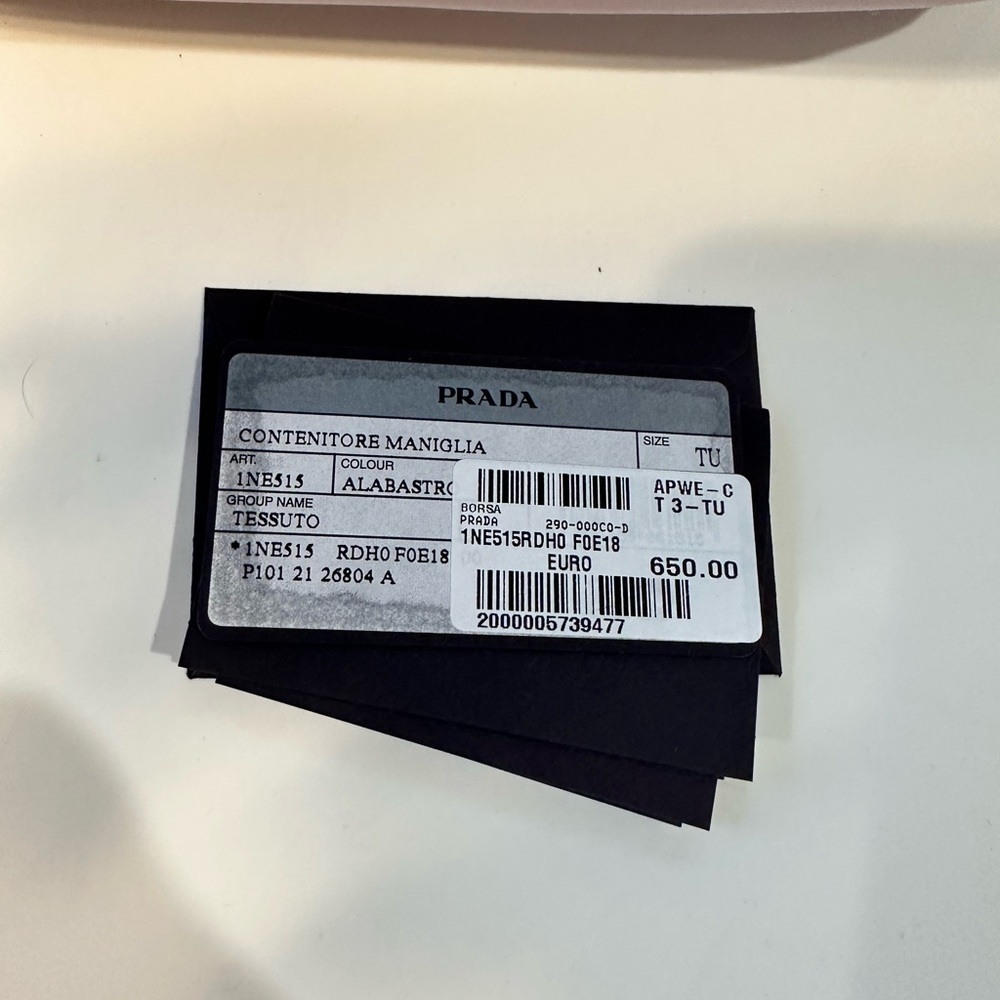 PRADA
CONTENITORE MANIGLIA
SIZE
TU
ART.
1NE515
COLOUR
ALABASTRO
GROUP NAME
TESSUTO
*1NE515 RDH0 F0E18
P101 21 26804 A
APWE-C
T 3-TU
BORSA
PRADA 290-000C0-D
1NE515RDH0 F0E18
EURO 650.00
2000005739477